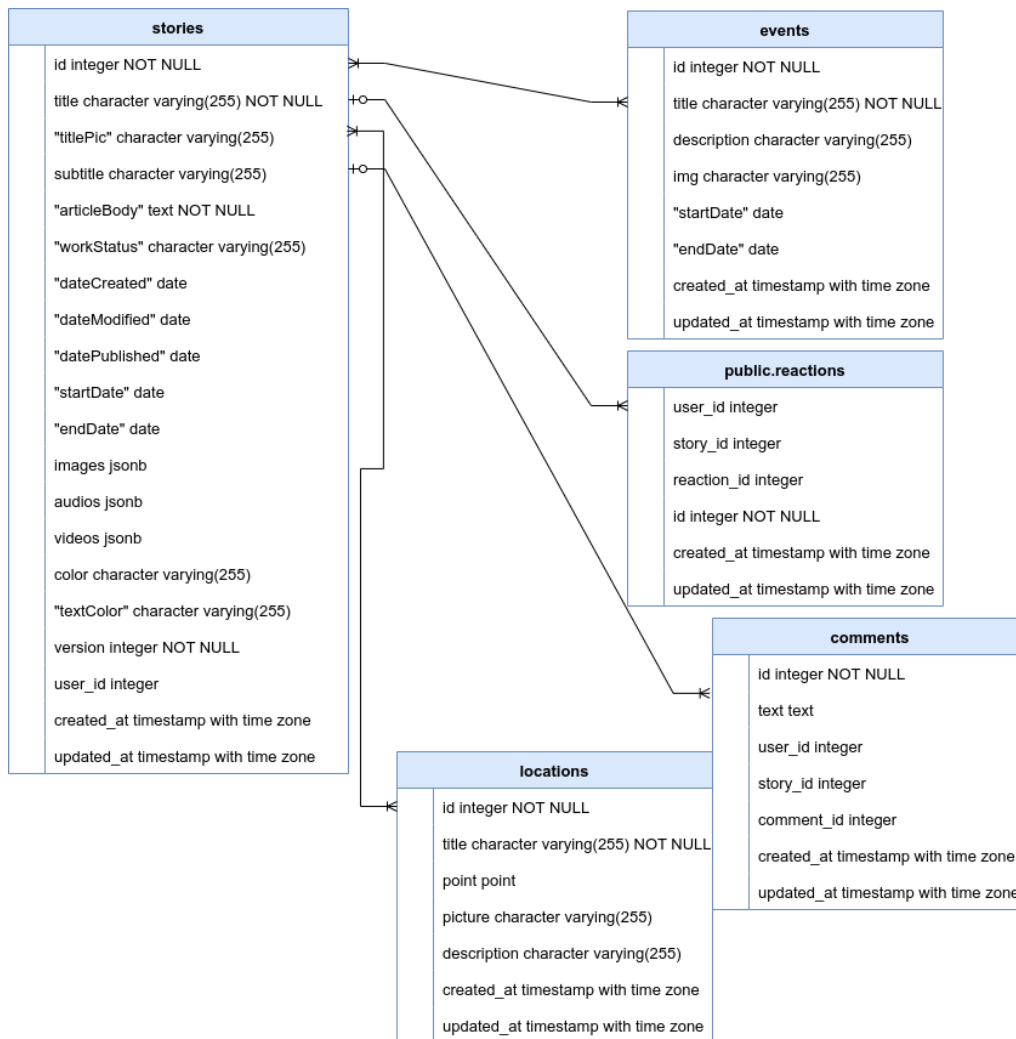 stories
id integer NOT NULL
title character varying(255) NOT NULL
"titlePic" character varying(255)
subtitle character varying(255)
"articleBody" text NOT NULL
"workStatus" character varying(255)
"dateCreated" date
"dateModified" date
"datePublished" date
"startDate" date
"endDate" date
images jsonb
audios jsonb
videos jsonb
color character varying(255)
"textColor" character varying(255)
version integer NOT NULL
user_id integer
created_at timestamp with time zone
updated_at timestamp with time zone
events
id integer NOT NULL
title character varying(255) NOT NULL
description character varying(255)
img character varying(255)
"startDate" date
"endDate" date
created_at timestamp with time zone
updated_at timestamp with time zone
public.reactions
user_id integer
story_id integer
reaction_id integer
id integer NOT NULL
created_at timestamp with time zone
updated_at timestamp with time zone
comments
id integer NOT NULL
text text
user_id integer
story_id integer
comment_id integer
created_at timestamp with time zone
updated_at timestamp with time zone
locations
id integer NOT NULL
title character varying(255) NOT NULL
point point
picture character varying(255)
description character varying(255)
created_at timestamp with time zone
updated_at timestamp with time zone